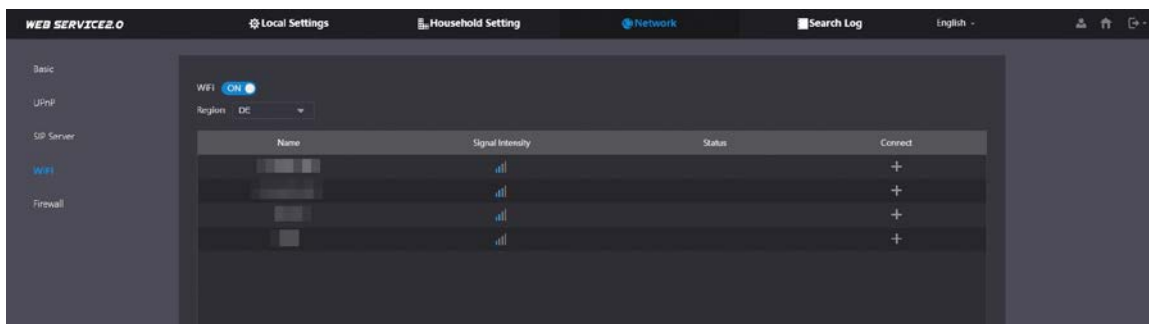 WEB SERVICE2.0 Local Settings Household Setting Network Search Log English
Basic
WiFi ON
UPnP
Region DE
SIP Server
Name Signal Intensity Status Connect
WiFi
Firewall